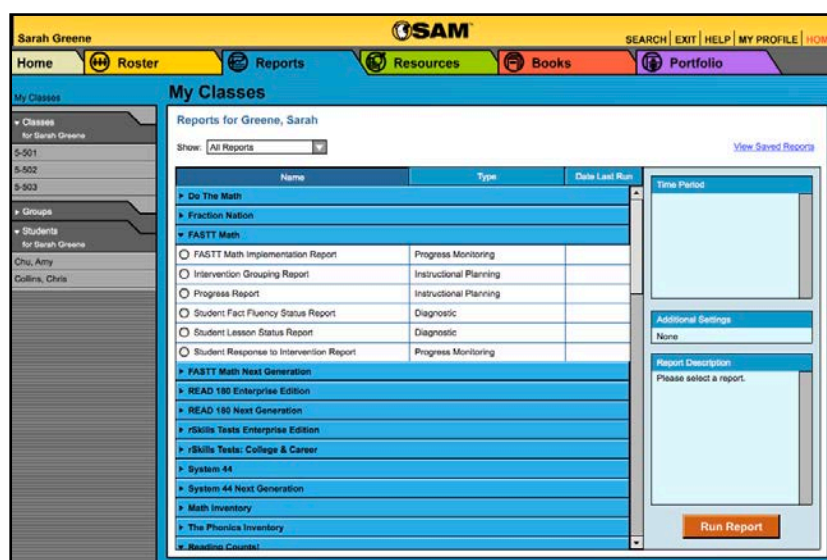 SAM
Sarah Greene
SEARCH | EXIT | HELP | MY PROFILE | HOM
Home
Roster
Reports
Resources
Books
Portfolio
My Classes
My Classes
Classes
for Sarah Greene
5-501
5-502
5-503
Groups
Students
for Sarah Greene
Chu, Amy
Collins, Chris
Reports for Greene, Sarah
Show: All Reports
View Saved Reports
Name Type Date Last Run
Do The Math
Fraction Nation
FASTT Math
FASTT Math Implementation Report Progress Monitoring
Intervention Grouping Report Instructional Planning
Progress Report Instructional Planning
Student Fact Fluency Status Report Diagnostic
Student Lesson Status Report Diagnostic
Student Response to Intervention Report Progress Monitoring
FASTT Math Next Generation
READ 180 Enterprise Edition
READ 180 Next Generation
rSkills Tests Enterprise Edition
rSkills Tests: College & Career
System 44
System 44 Next Generation
Math Inventory
The Phonics Inventory
Reading Counts!
Time Period
Additional Settings
None
Report Description
Please select a report.
Run Report